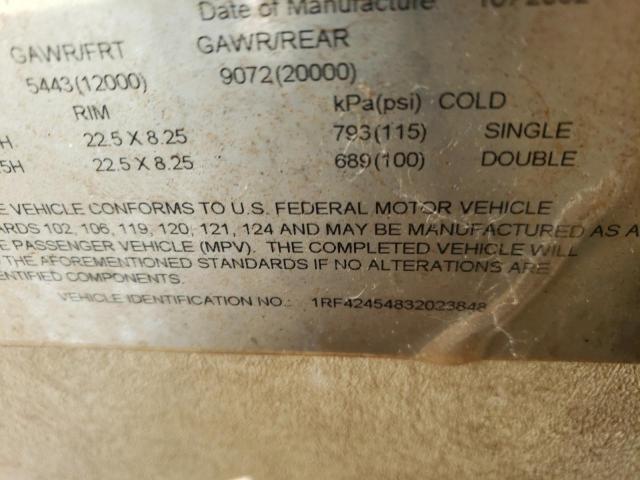 Date of Manufacture
GAWR/FRT GAWR/REAR
5443(12000) 9072(20000)
RIM kPa(psi) COLD
H 22.5 X 8.25 793(115) SINGLE
5H 22.5 X 8.25 689(100) DOUBLE
E VEHICLE CONFORMS TO U.S. FEDERAL MOTOR VEHICLE
ARDS 102, 106, 119, 120, 121, 124 AND MAY BE MANUFACTURED AS A
E PASSENGER VEHICLE (MPV). THE COMPLETED VEHICLE WILL
THE AFOREMENTIONED STANDARDS IF NO ALTERATIONS ARE
ENTIFIED COMPONENTS.
VEHICLE IDENTIFICATION NO.: 1RF42454832023848